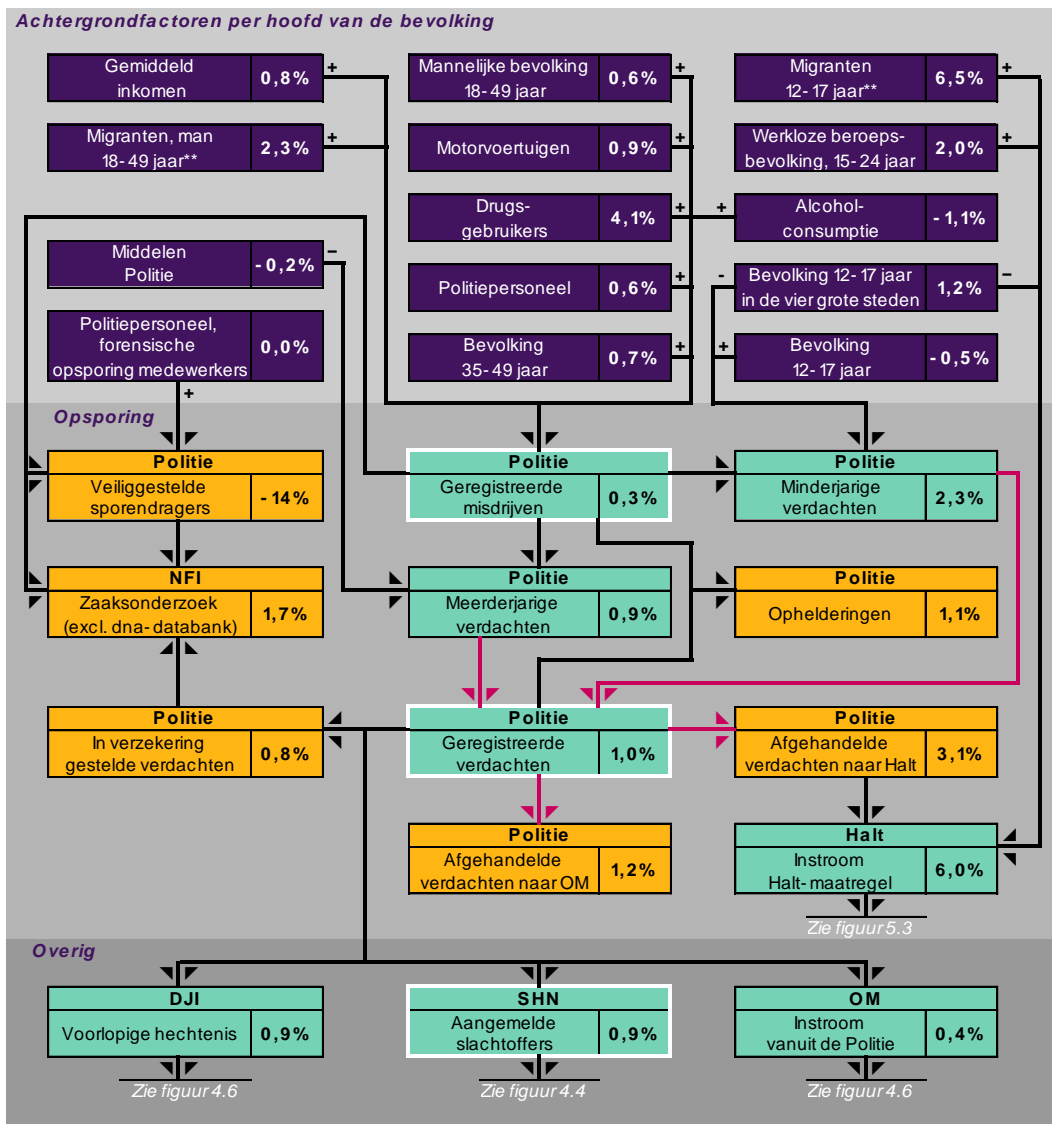 Achtergrondfactoren per hoofd van de bevolking
Gemiddeld
inkomen
0,8%
+
Mannelijke bevolking
18-49 jaar
0,6%
+
Migranten
12-17 jaar**
6,5%
+
Migranten, man
18-49 jaar**
2,3%
+
Motorvoertuigen
0,9%
+
Werkloze beroeps-
bevolking, 15-24 jaar
2,0%
+
Drugs-
gebruikers
4,1%
+
+
Alcohol-
consumptie
-1,1%
Middelen
Politie
-0,2%
−
Politiepersoneel
0,6%
+
-
Bevolking 12-17 jaar
in de vier grote steden
1,2%
−
Politiepersoneel,
forensische
opsporing medewerkers
0,0%
+
Bevolking
35-49 jaar
0,7%
+
+
Bevolking
12-17 jaar
-0,5%
Opsporing
Politie
Veiliggestelde
sporendragers
-14%
Politie
Geregistreerde
misdrijven
0,3%
Politie
Minderjarige
verdachten
2,3%
NFI
Zaaksonderzoek
(excl. dna-databank)
1,7%
Politie
Meerderjarige
verdachten
0,9%
Politie
Ophelderingen
1,1%
Politie
In verzekering
gestelde verdachten
0,8%
Politie
Geregistreerde
verdachten
1,0%
Politie
Afgehandelde
verdachten naar Halt
3,1%
Politie
Afgehandelde
verdachten naar OM
1,2%
Halt
Instroom
Halt-maatregel
6,0%
Zie figuur 5.3
Overig
DJI
Voorlopige hechtenis
0,9%
SHN
Aangemelde
slachtoffers
0,9%
OM
Instroom
vanuit de Politie
0,4%
Zie figuur 4.6
Zie figuur 4.4
Zie figuur 4.6